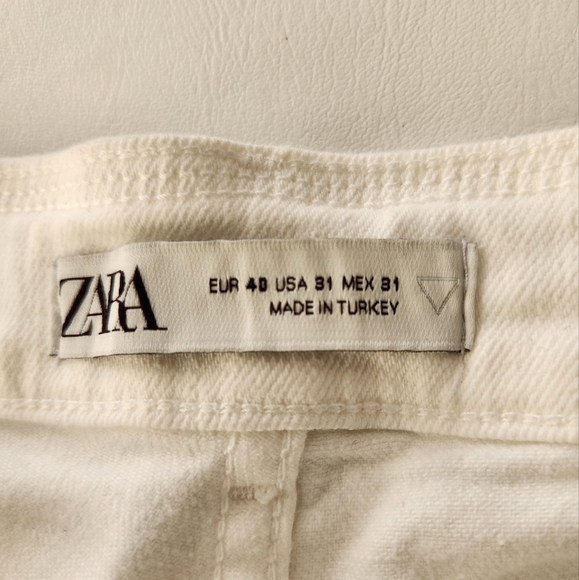 ZARA
EUR 40 USA 31 MEX 31
MADE IN TURKEY